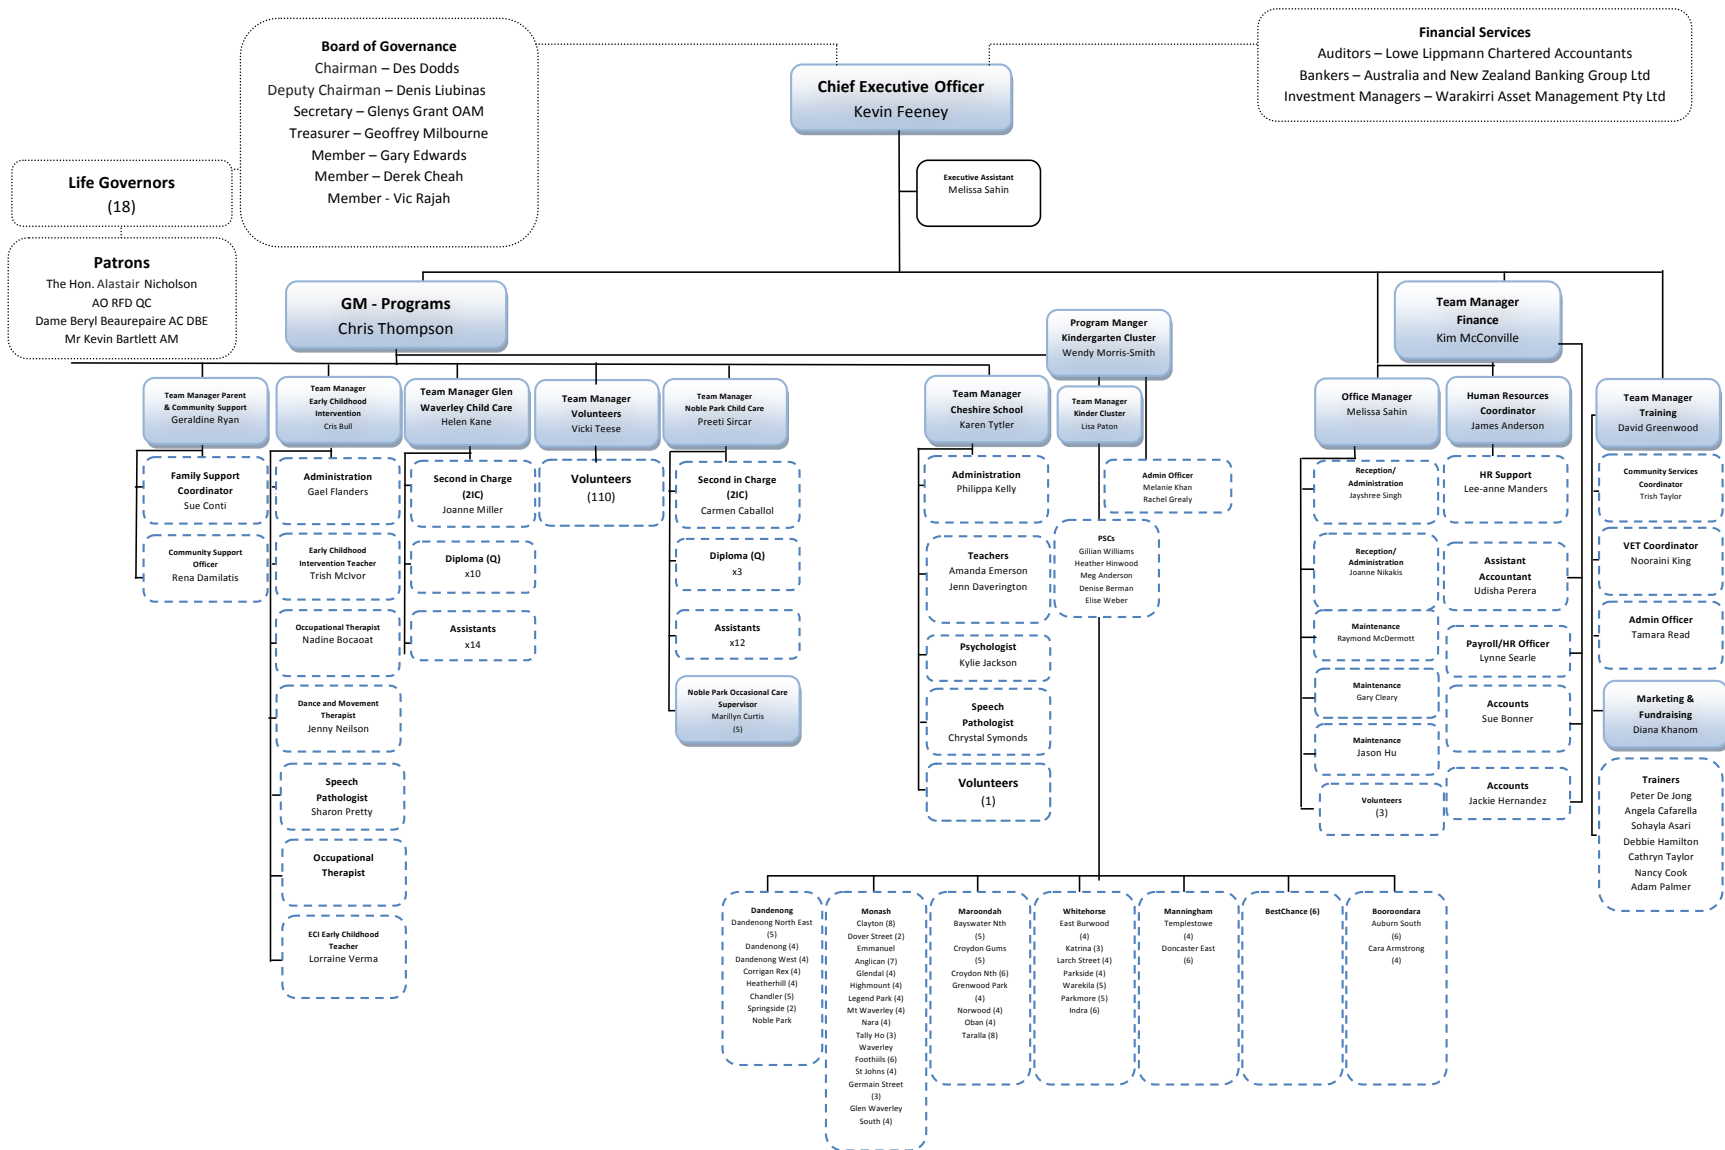 Board of Governance
Chairman – Des Dodds
Deputy Chairman – Denis Liubinas
Secretary – Glenys Grant OAM
Treasurer – Geoffrey Milbourne
Member – Gary Edwards
Member – Derek Cheah
Member - Vic Rajah
Chief Executive Officer
Kevin Feeney
Financial Services
Auditors – Lowe Lippmann Chartered Accountants
Bankers – Australia and New Zealand Banking Group Ltd
Investment Managers – Warakirri Asset Management Pty Ltd
Executive Assistant
Melissa Sahin
Life Governors
(18)
Patrons
The Hon. Alastair Nicholson
AO RFD QC
Dame Beryl Beaurepaire AC DBE
Mr Kevin Bartlett AM
GM - Programs
Chris Thompson
Program Manger
Kindergarten Cluster
Wendy Morris-Smith
Team Manager
Finance
Kim McConville
Team Manager Parent
& Community Support
Geraldine Ryan
Team Manager
Early Childhood
Intervention
Cris Bull
Team Manager Glen
Waverley Child Care
Helen Kane
Team Manager
Volunteers
Vicki Teese
Team Manager
Noble Park Child Care
Preeti Sircar
Team Manager
Cheshire School
Karen Tytler
Team Manager
Kinder Cluster
Lisa Paton
Office Manager
Melissa Sahin
Human Resources
Coordinator
James Anderson
Team Manager
Training
David Greenwood
Family Support
Coordinator
Sue Conti
Community Support
Officer
Rena Damilatis
Administration
Gael Flanders
Early Childhood
Intervention Teacher
Trish McIvor
Occupational Therapist
Nadine Bocaoat
Dance and Movement
Therapist
Jenny Neilson
Speech
Pathologist
Sharon Pretty
Occupational
Therapist
ECI Early Childhood
Teacher
Lorraine Verma
Second in Charge
(2IC)
Joanne Miller
Diploma (Q)
x10
Assistants
x14
Volunteers
(110)
Second in Charge
(2IC)
Carmen Caballol
Diploma (Q)
x3
Assistants
x12
Noble Park Occasional Care
Supervisor
Marillyn Curtis
(5)
Administration
Philippa Kelly
Teachers
Amanda Emerson
Jenn Daverington
Psychologist
Kylie Jackson
Speech
Pathologist
Chrystal Symonds
Volunteers
(1)
Admin Officer
Melanie Khan
Rachel Grealy
PSCs
Gillian Williams
Heather Hinwood
Meg Anderson
Denise Berman
Elise Weber
Reception/
Administration
Jayshree Singh
Reception/
Administration
Joanne Nikakis
Maintenance
Raymond McDermott
Maintenance
Gary Cleary
Maintenance
Jason Hu
Volunteers
(3)
HR Support
Lee-anne Manders
Assistant
Accountant
Udisha Perera
Payroll/HR Officer
Lynne Searle
Accounts
Sue Bonner
Accounts
Jackie Hernandez
Community Services
Coordinator
Trish Taylor
VET Coordinator
Nooraini King
Admin Officer
Tamara Read
Marketing &
Fundraising
Diana Khanom
Trainers
Peter De Jong
Angela Cafarella
Sohayla Asari
Debbie Hamilton
Cathryn Taylor
Nancy Cook
Adam Palmer
Dandenong
Dandenong North East
(5)
Dandenong (4)
Dandenong West (4)
Corrigan Rex (4)
Heatherhill (4)
Chandler (5)
Springside (2)
Noble Park
Monash
Clayton (8)
Dover Street (2)
Emmanuel
Anglican (7)
Glendal (4)
Highmount (4)
Legend Park (4)
Mt Waverley (4)
Nara (4)
Tally Ho (3)
Waverley
Foothiils (6)
St Johns (4)
Germain Street
(3)
Glen Waverley
South (4)
Maroondah
Bayswater Nth
(5)
Croydon Gums
(5)
Croydon Nth (6)
Grenwood Park
(4)
Norwood (4)
Oban (4)
Taralla (8)
Whitehorse
East Burwood
(4)
Katrina (3)
Larch Street (4)
Parkside (4)
Warekila (5)
Parkmore (5)
Indra (6)
Manningham
Templestowe
(4)
Doncaster East
(6)
BestChance (6)
Booroondara
Auburn South
(6)
Cara Armstrong
(4)